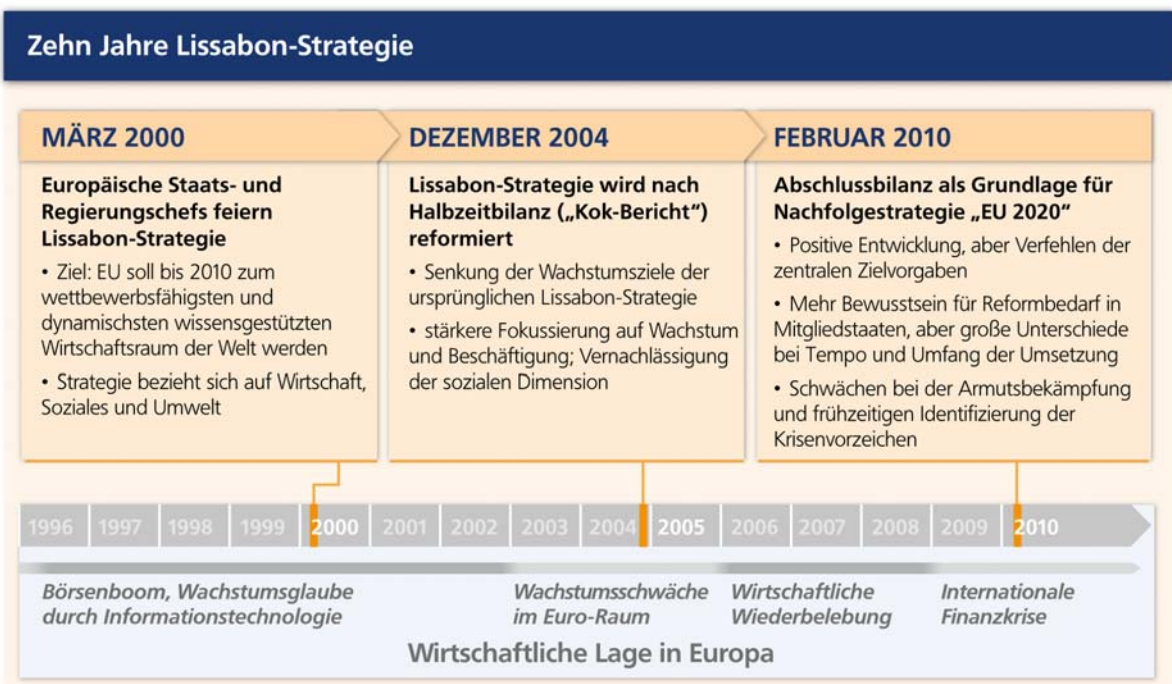 Zehn Jahre Lissabon-Strategie
MÄRZ 2000
Europäische Staats- und
Regierungschefs feiern
Lissabon-Strategie
• Ziel: EU soll bis 2010 zum
wettbewerbsfähigsten und
dynamischsten wissensgestützten
Wirtschaftsraum der Welt werden
• Strategie bezieht sich auf Wirtschaft,
Soziales und Umwelt
DEZEMBER 2004
Lissabon-Strategie wird nach
Halbzeitbilanz („Kok-Bericht“)
reformiert
• Senkung der Wachstumsziele der
ursprünglichen Lissabon-Strategie
• stärkere Fokussierung auf Wachstum
und Beschäftigung; Vernachlässigung
der sozialen Dimension
FEBRUAR 2010
Abschlussbilanz als Grundlage für
Nachfolgestrategie „EU 2020“
• Positive Entwicklung, aber Verfehlen der
zentralen Zielvorgaben
• Mehr Bewusstsein für Reformbedarf in
Mitgliedstaaten, aber große Unterschiede
bei Tempo und Umfang der Umsetzung
• Schwächen bei der Armutsbekämpfung
und frühzeitigen Identifizierung der
Krisenvorzeichen
1996 1997 1998 1999 2000 2001 2002 2003 2004 2005 2006 2007 2008 2009 2010
Börsenboom, Wachstumsglaube
durch Informationstechnologie
Wachstumsschwäche
im Euro-Raum
Wirtschaftliche
Wiederbelebung
Internationale
Finanzkrise
Wirtschaftliche Lage in Europa